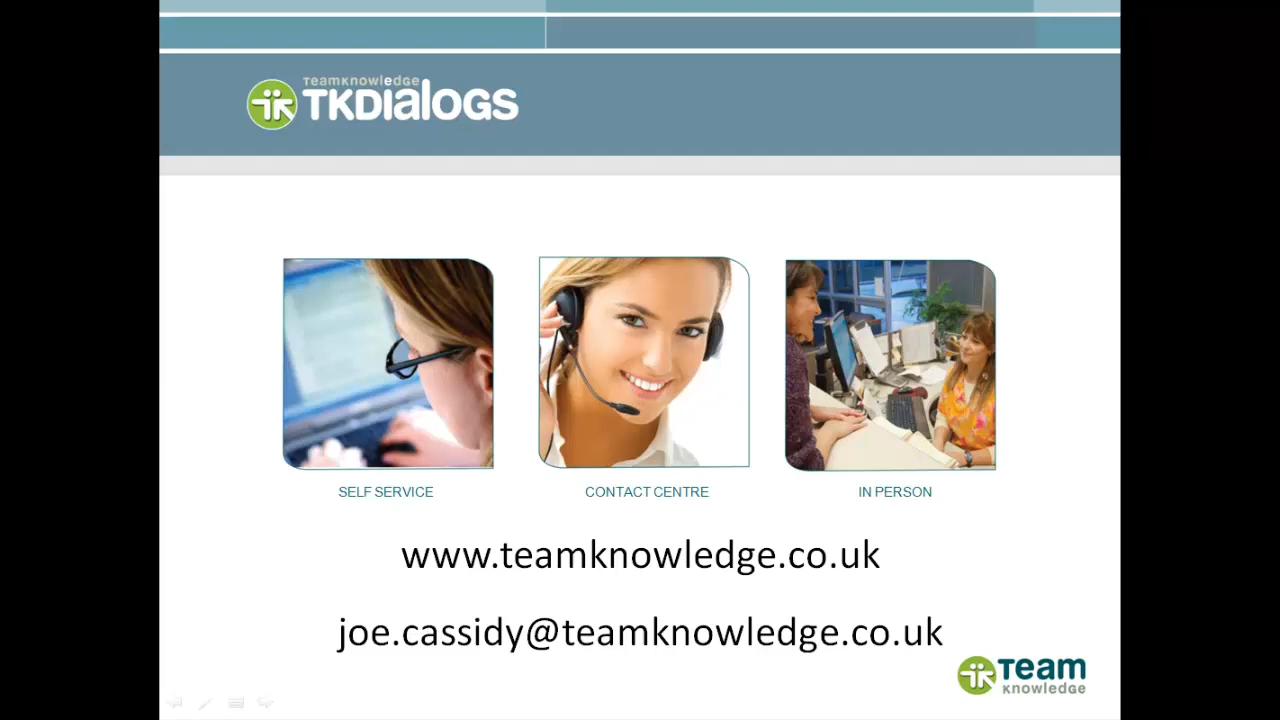 TEAMKNOWLEDGE
TKDIALOGS
SELF SERVICE
CONTACT CENTRE
IN PERSON
www.teamknowledge.co.uk
joe.cassidy@teamknowledge.co.uk
TEAM
KNOWLEDGE